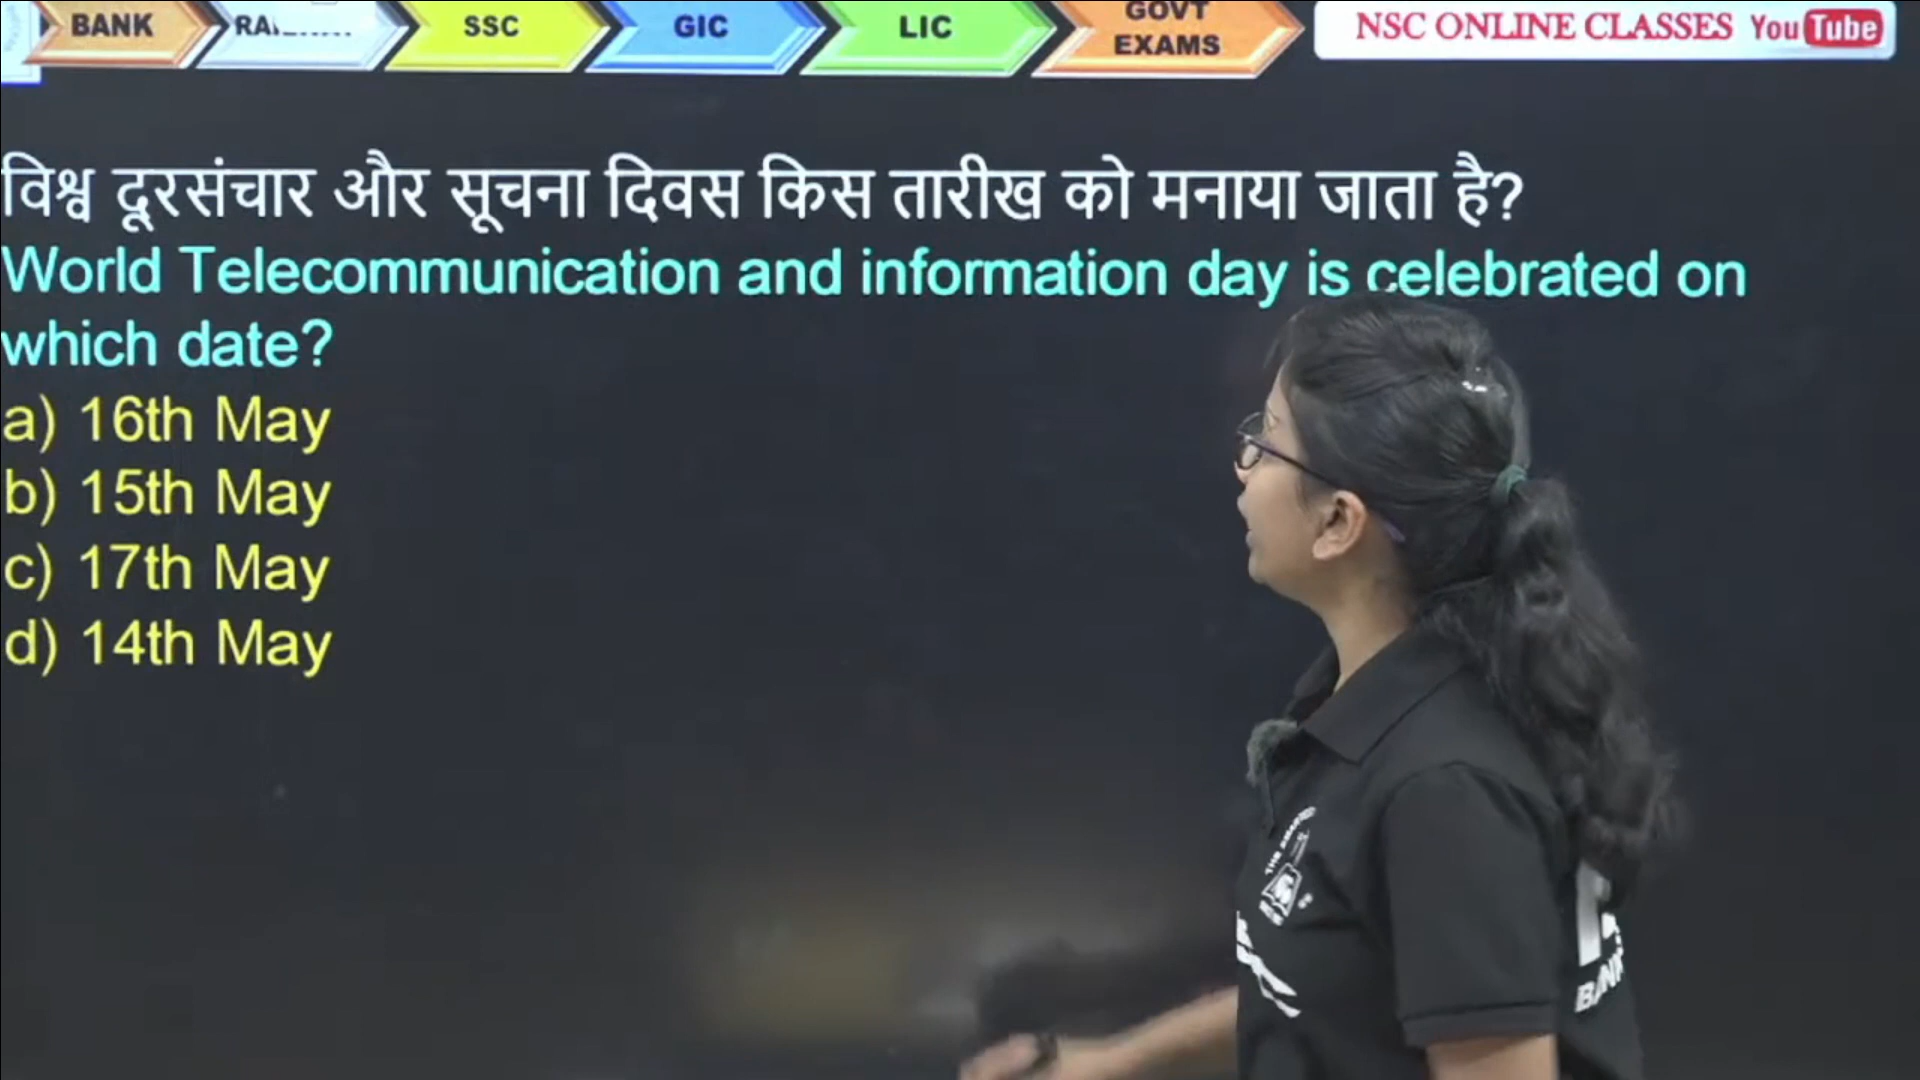 BANK
SSC
GIC
LIC
GOVT
EXAMS
NSC ONLINE CLASSES YouTube
विश्व दूरसंचार और सूचना दिवस किस तारीख को मनाया जाता है?
World Telecommunication and information day is celebrated on
which date?
a) 16th May
b) 15th May
c) 17th May
d) 14th May